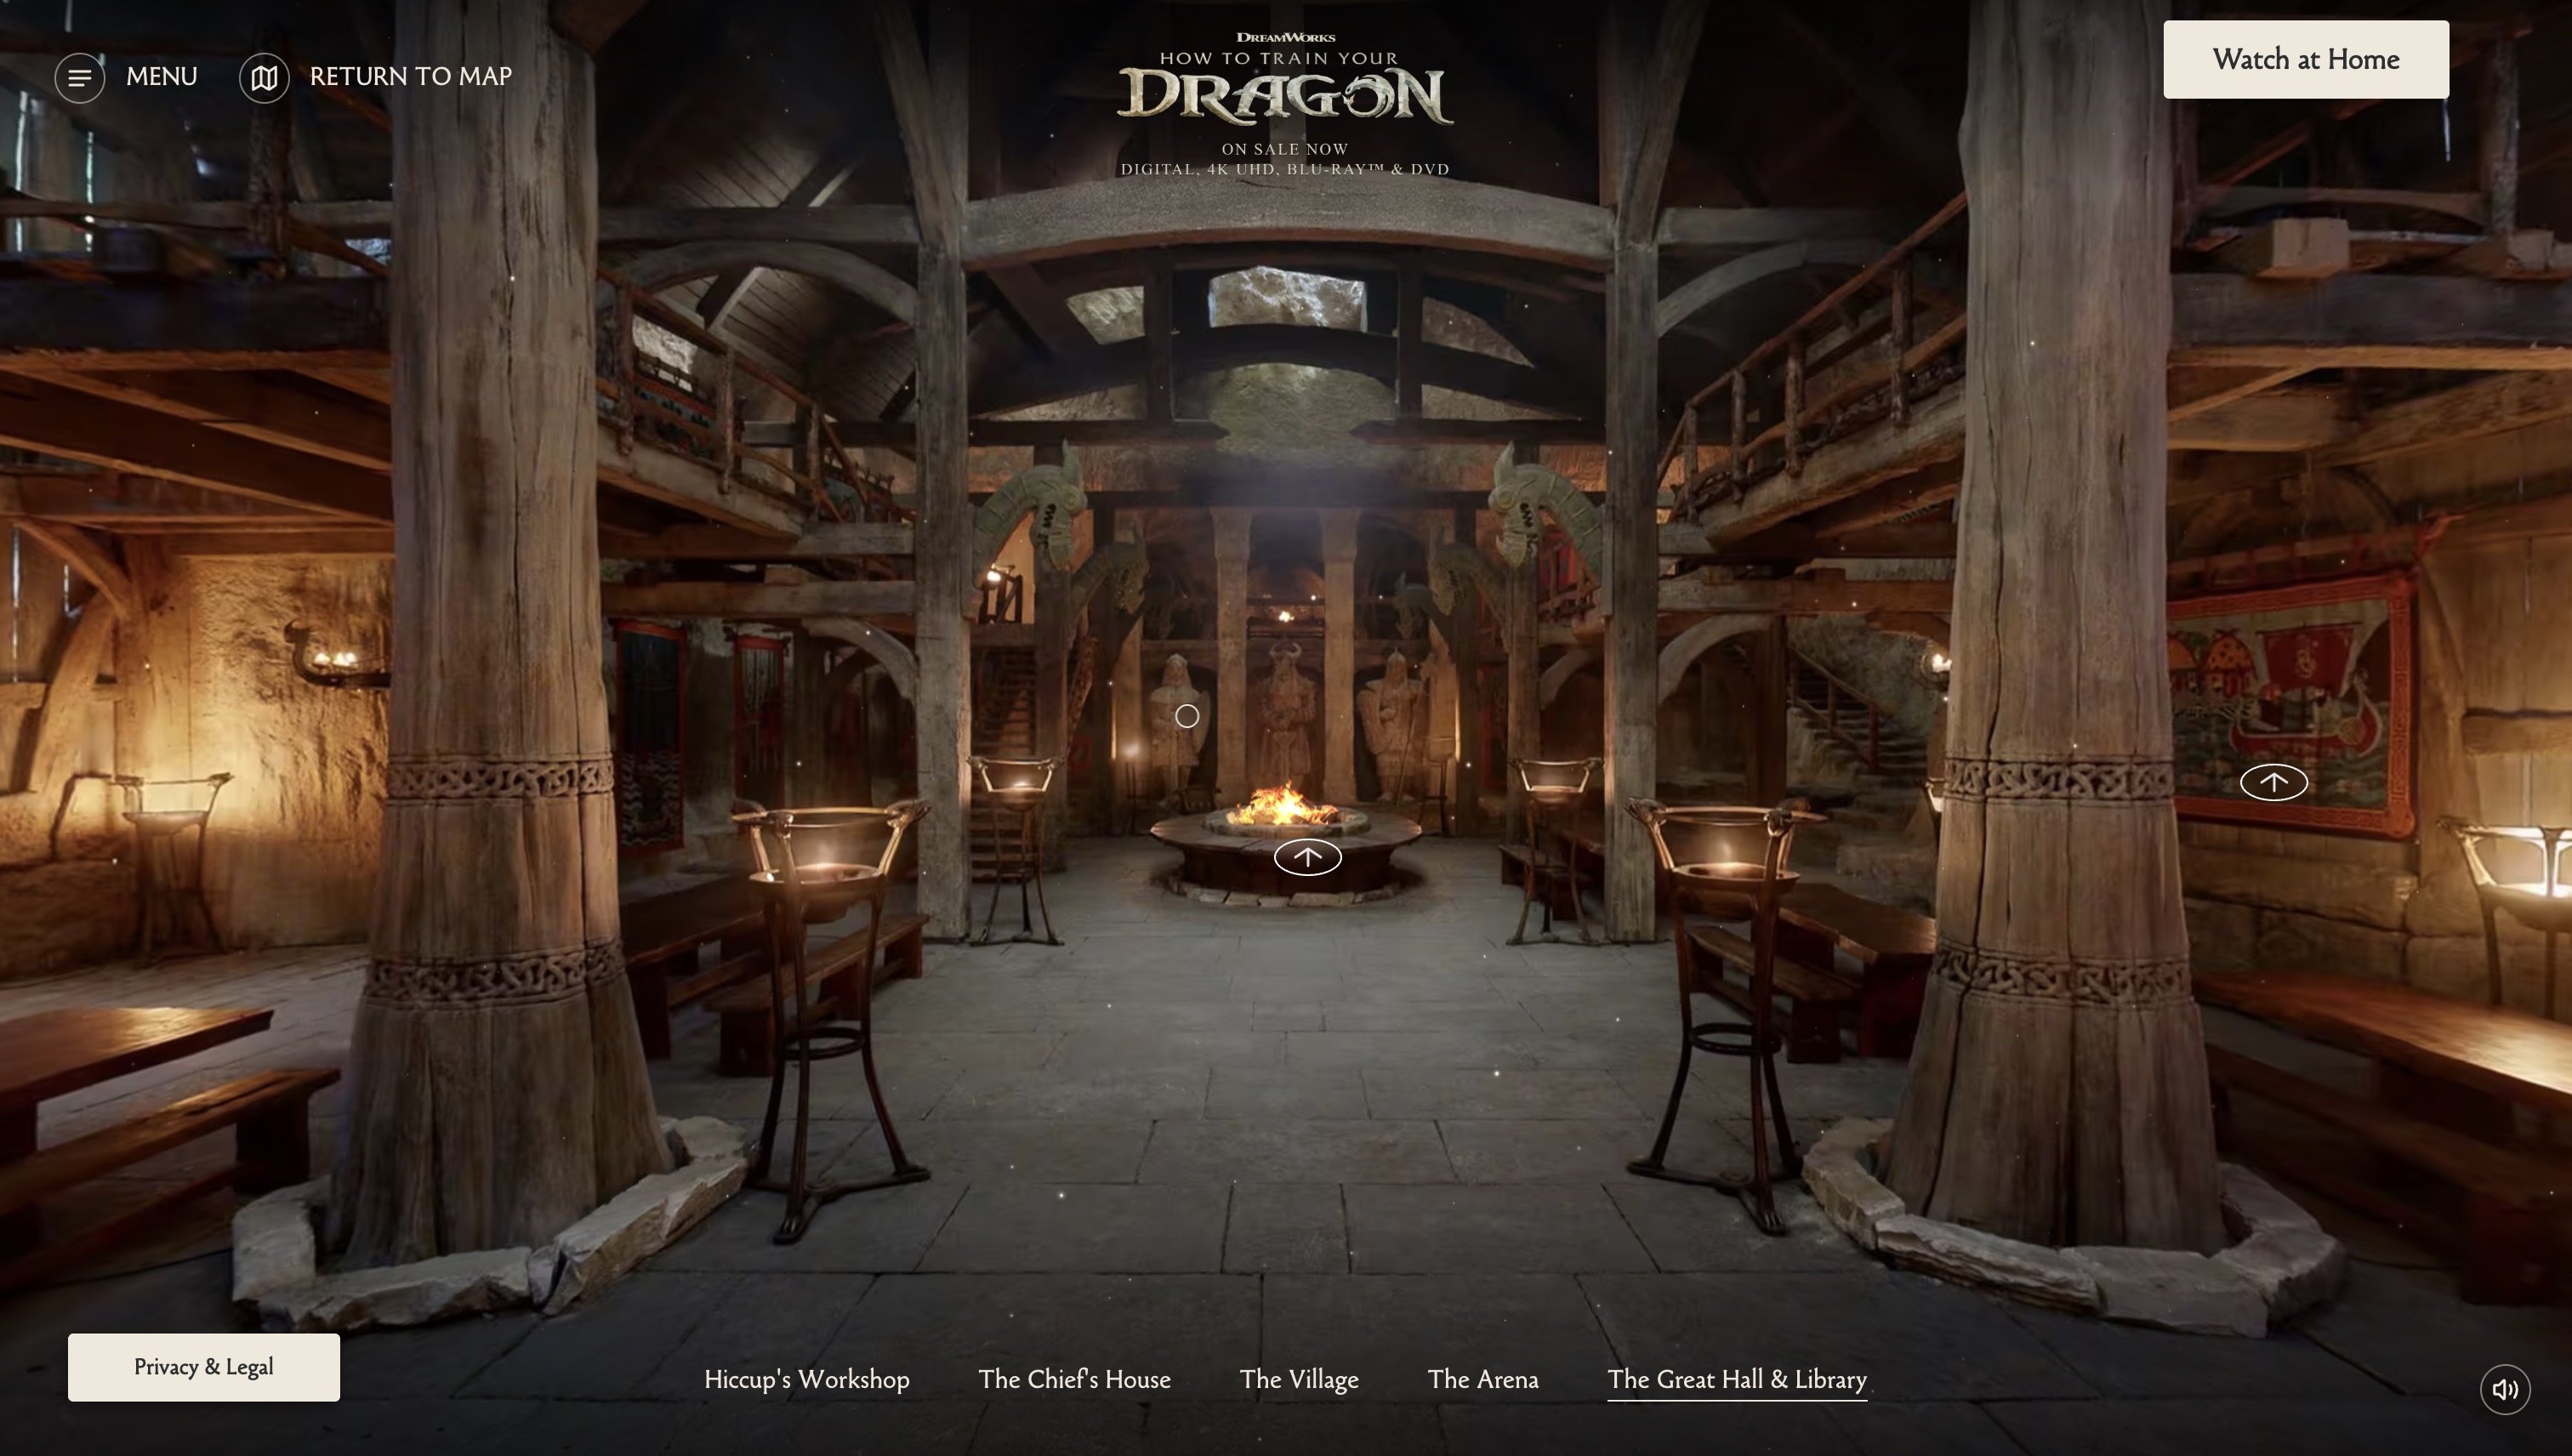 MENU
RETURN TO MAP
DREAMWORKS
HOW TO TRAIN YOUR
DRAGON
ON SALE NOW
DIGITAL, 4K UHD, BLU-RAY™ & DVD
Watch at Home
Privacy & Legal
Hiccup's Workshop
The Chief's House
The Village
The Arena
The Great Hall & Library